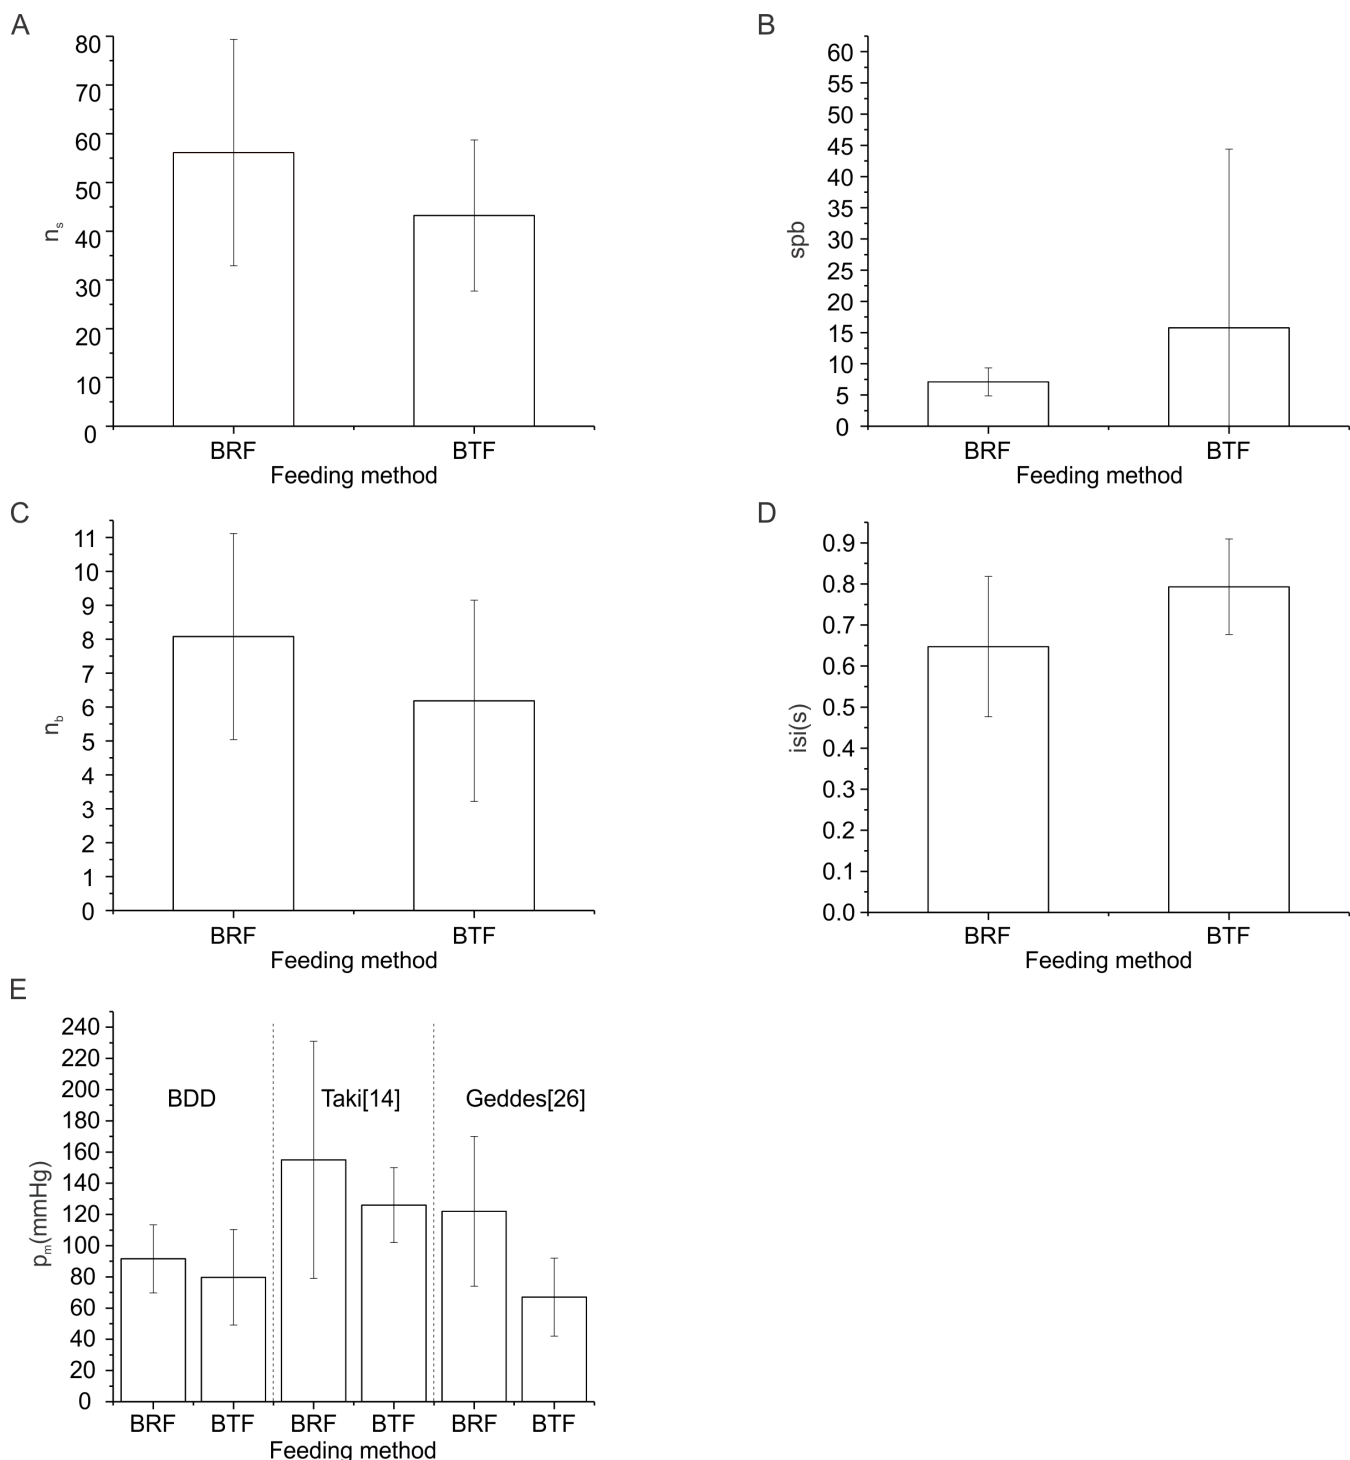 A
80
70
60
50
40
30
20
10
0
nₛ
BRF BTF
Feeding method
B
60
55
50
45
40
35
30
25
20
15
10
5
0
spb
BRF BTF
Feeding method
C
11
10
9
8
7
6
5
4
3
2
1
0
n_b
BRF BTF
Feeding method
D
0.9
0.8
0.7
0.6
0.5
0.4
0.3
0.2
0.1
0.0
isi(s)
BRF BTF
Feeding method
E
240
220
200
180
160
140
120
100
80
60
40
20
0
pₘ(mmHg)
BDD Taki[14] Geddes[26]
BRF BTF BRF BTF BRF BTF
Feeding method